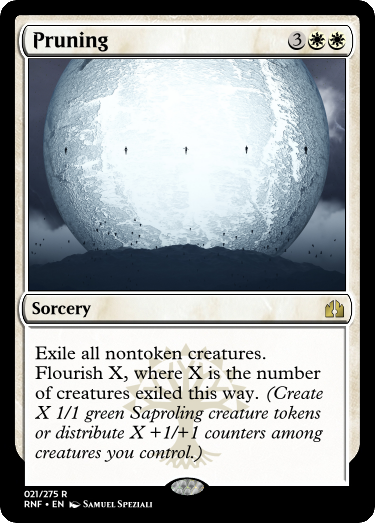 Pruning 3
Sorcery
Exile all nontoken creatures.
Flourish X, where X is the number
of creatures exiled this way. (Create
X 1/1 green Saproling creature tokens
or distribute X +1/+1 counters among
creatures you control.)
021/275 R
RNF • EN Samuel Speziali